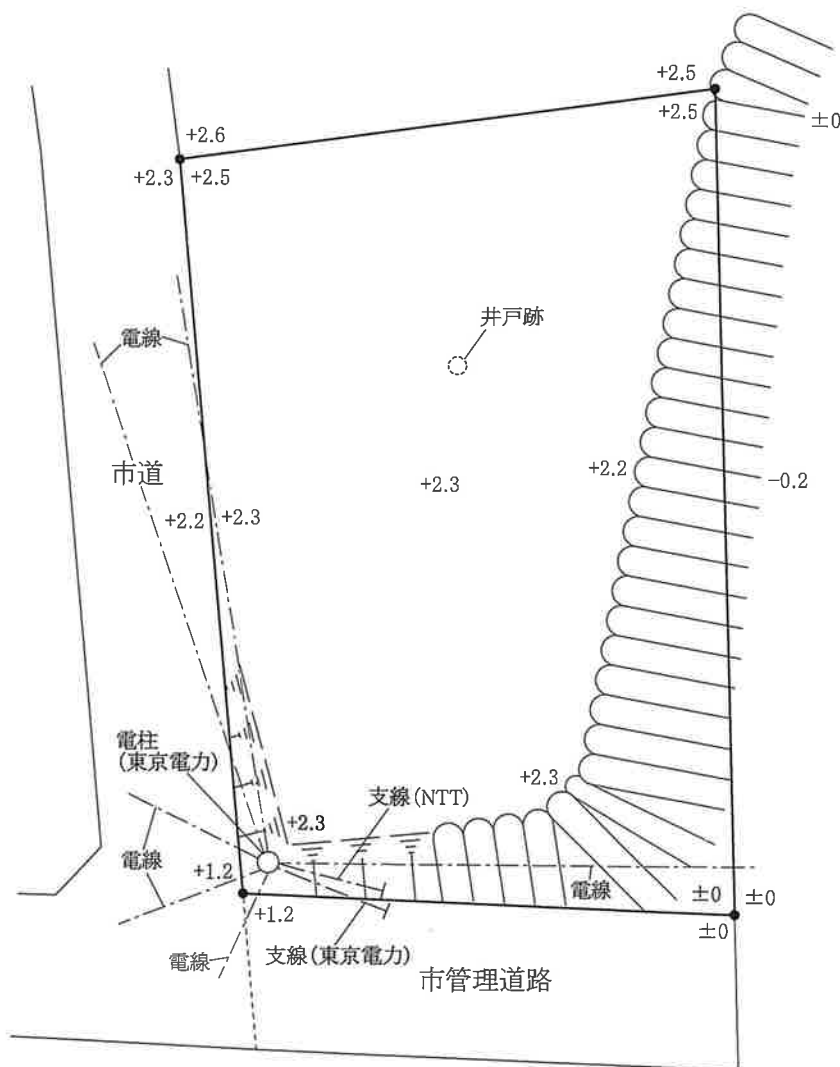 +2.5
+2.5
±0
+2.6
+2.3
+2.5
井戸跡
電線
市道
+2.2
+2.3
+2.3
+2.2
-0.2
電柱
(東京電力)
+2.3
支線(NTT)
+2.3
電線
+1.2
電線
±0
±0
+1.2
±0
電線
支線(東京電力)
市管理道路